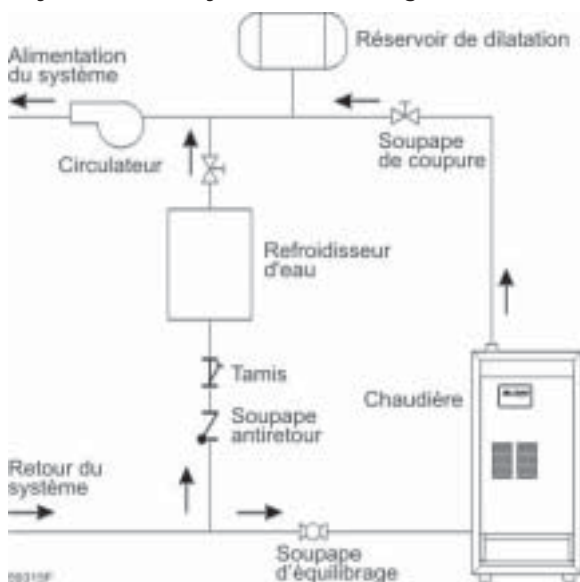 Réservoir de dilatation
Alimentation
du système
Circulateur
Soupape
de coupure
Refroidisseur
d'eau
Tamis
Chaudière
Soupape
antiretour
Retour du
système
Soupape
d'èquilibrage